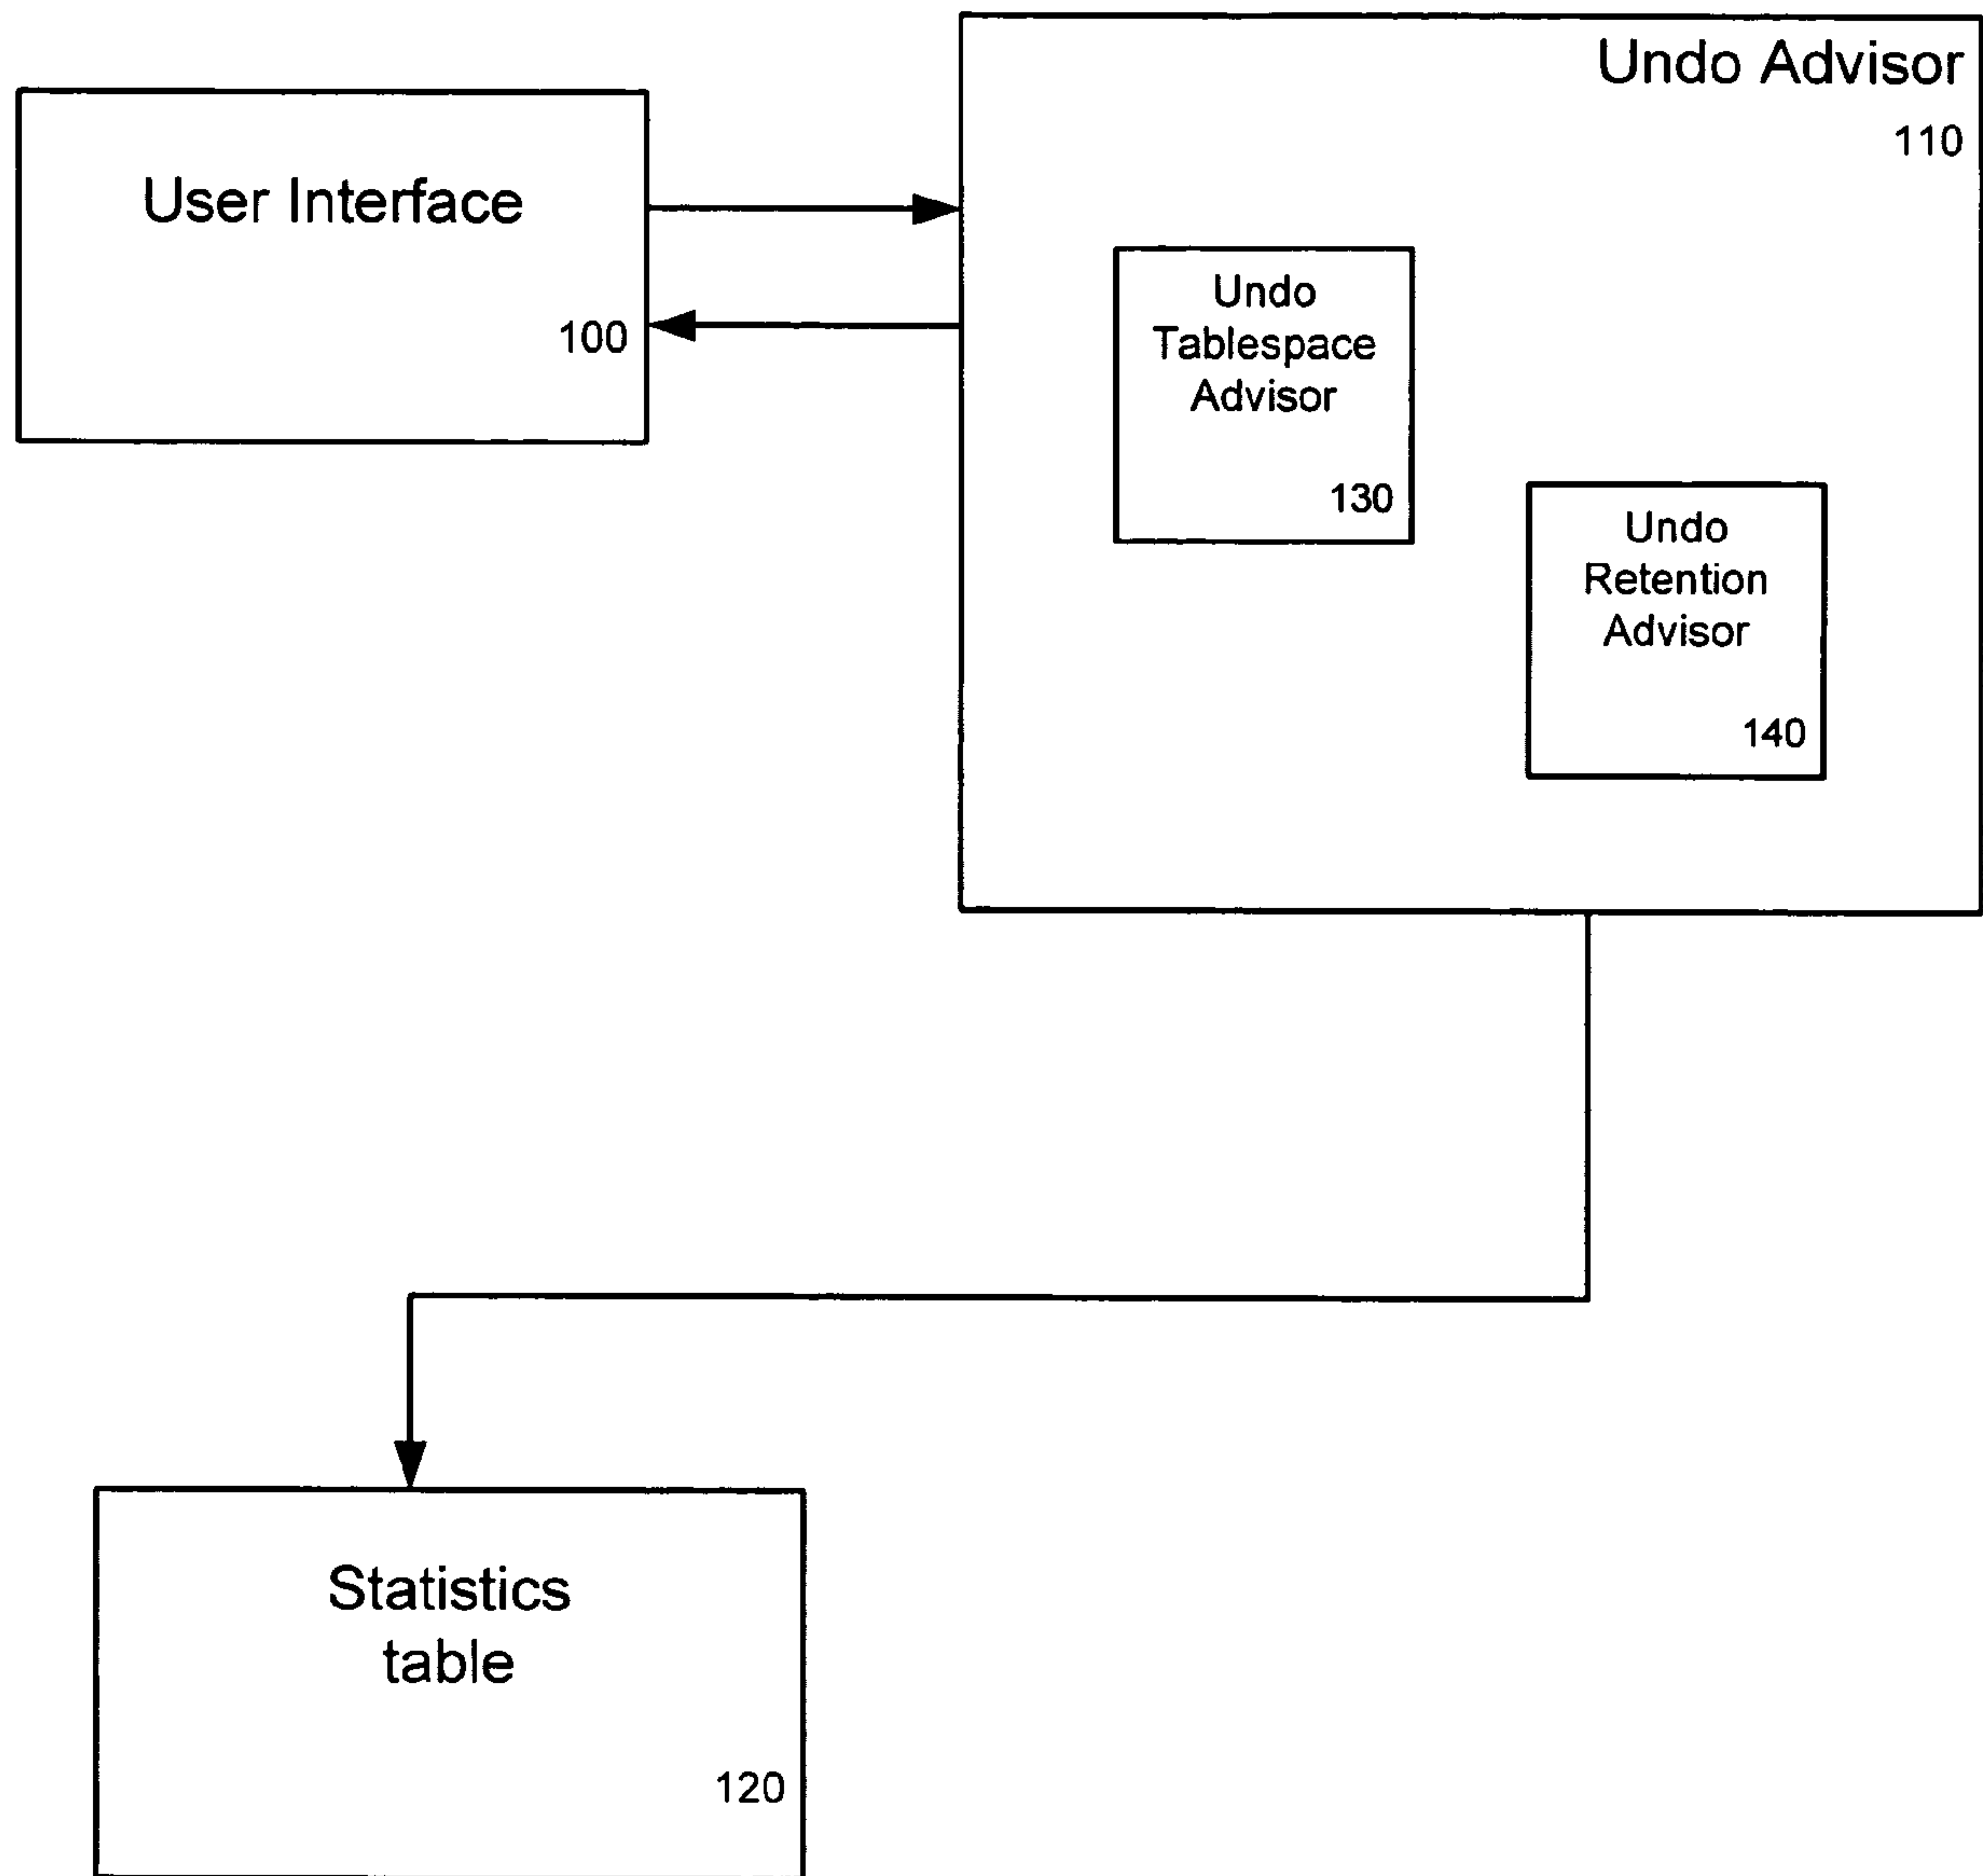 Undo Advisor
110
User Interface
100
Undo
Tablespace
Advisor
130
Undo
Retention
Advisor
140
Statistics
table
120